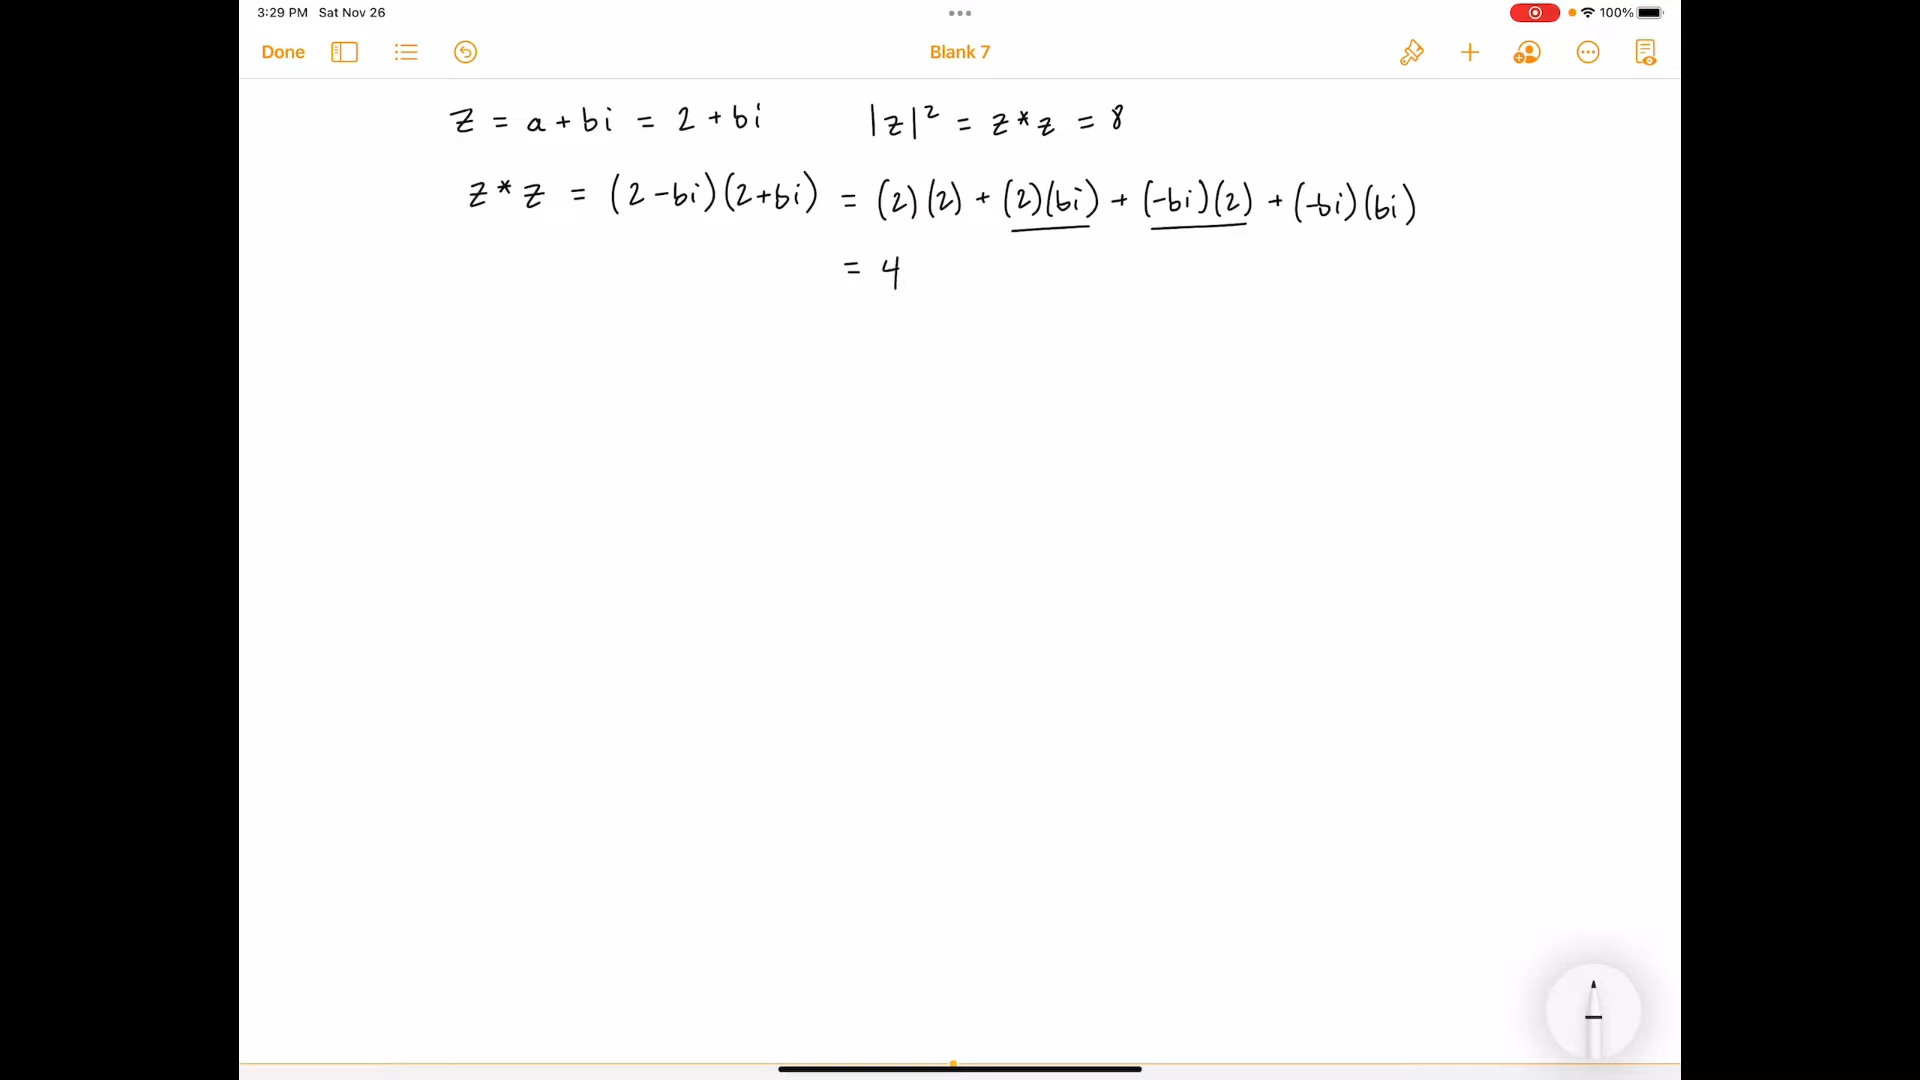 3:29 PM Sat Nov 26
100%
Done
Blank 7
z = a + bi = 2 + bi |z|² = z*z = 8
z*z = (2-bi)(2+bi) = (2)(2) + (2)(bi) + (-bi)(2) + (-bi)(bi)
= 4